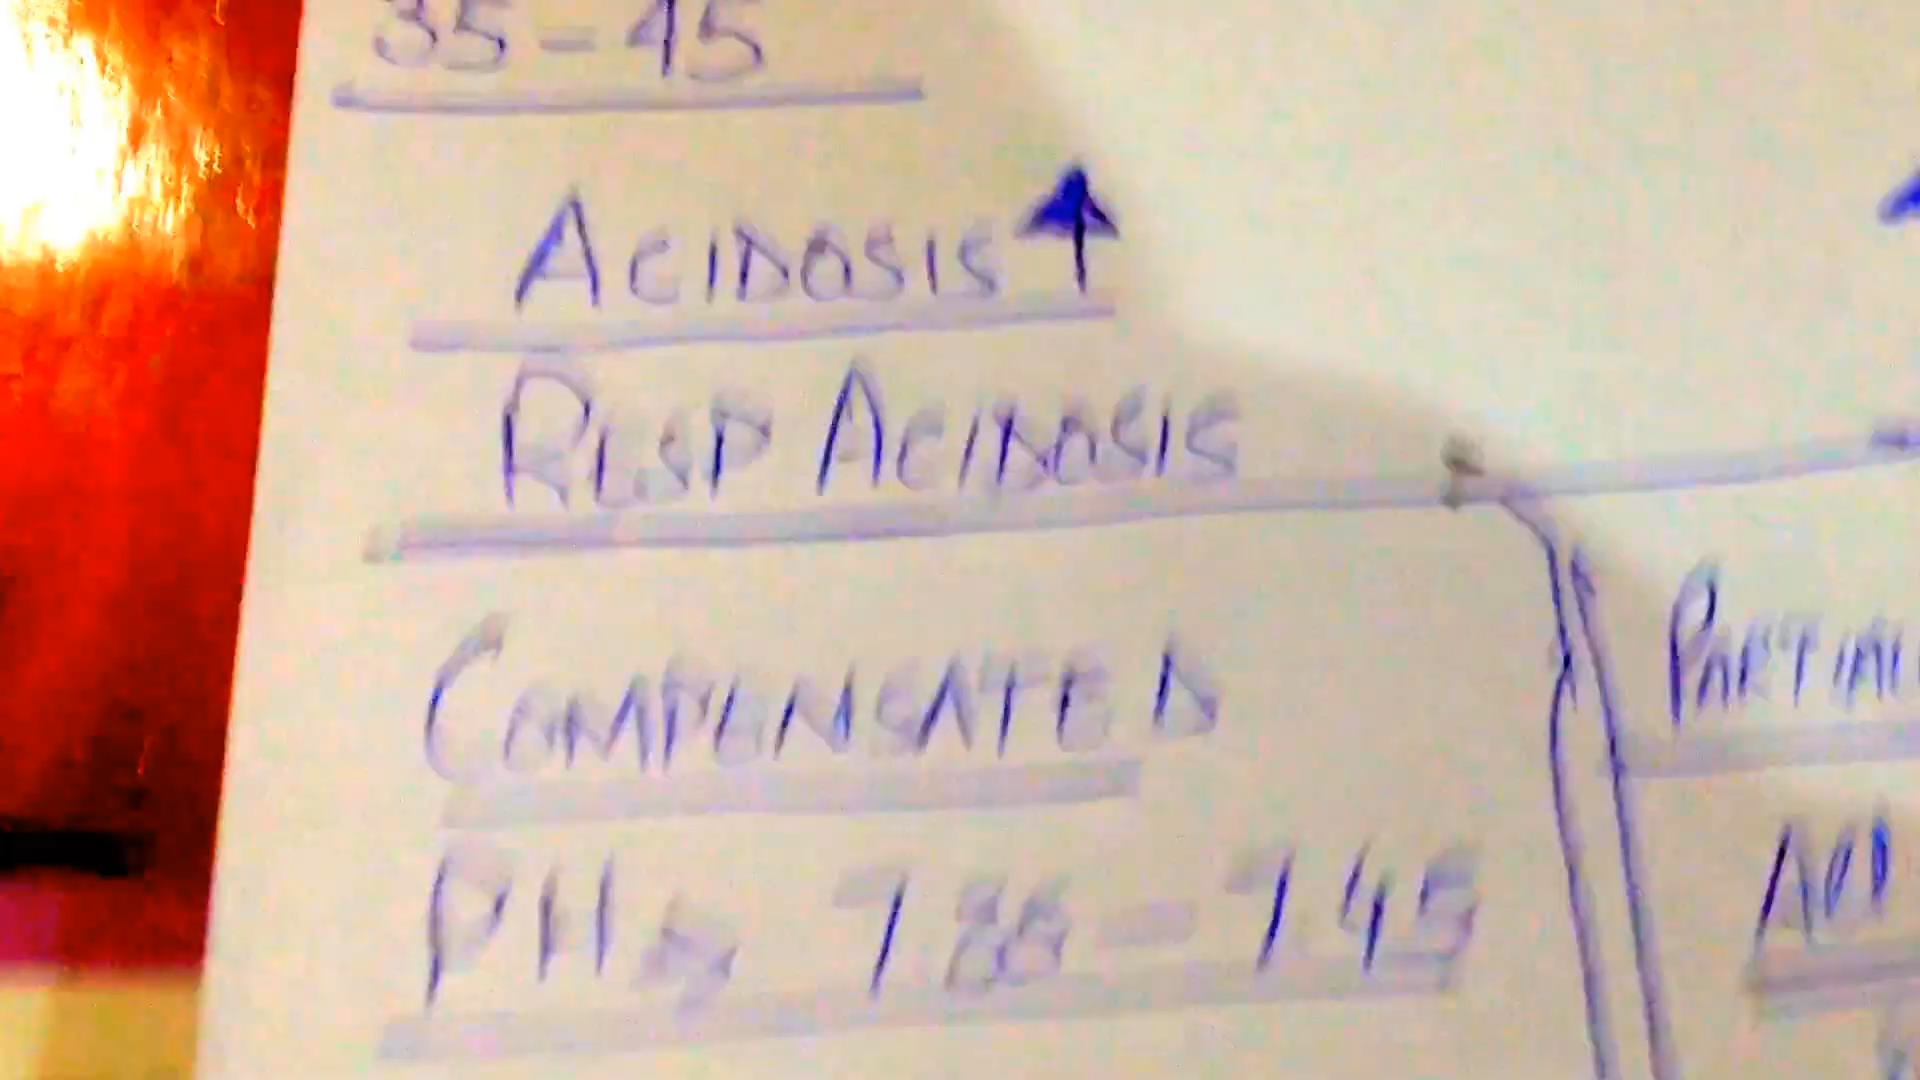 35-45
ACIDOSIS ↑
RESP ACIDOSIS
COMPENSATED
PARTIAL
PH 7.35-7.45